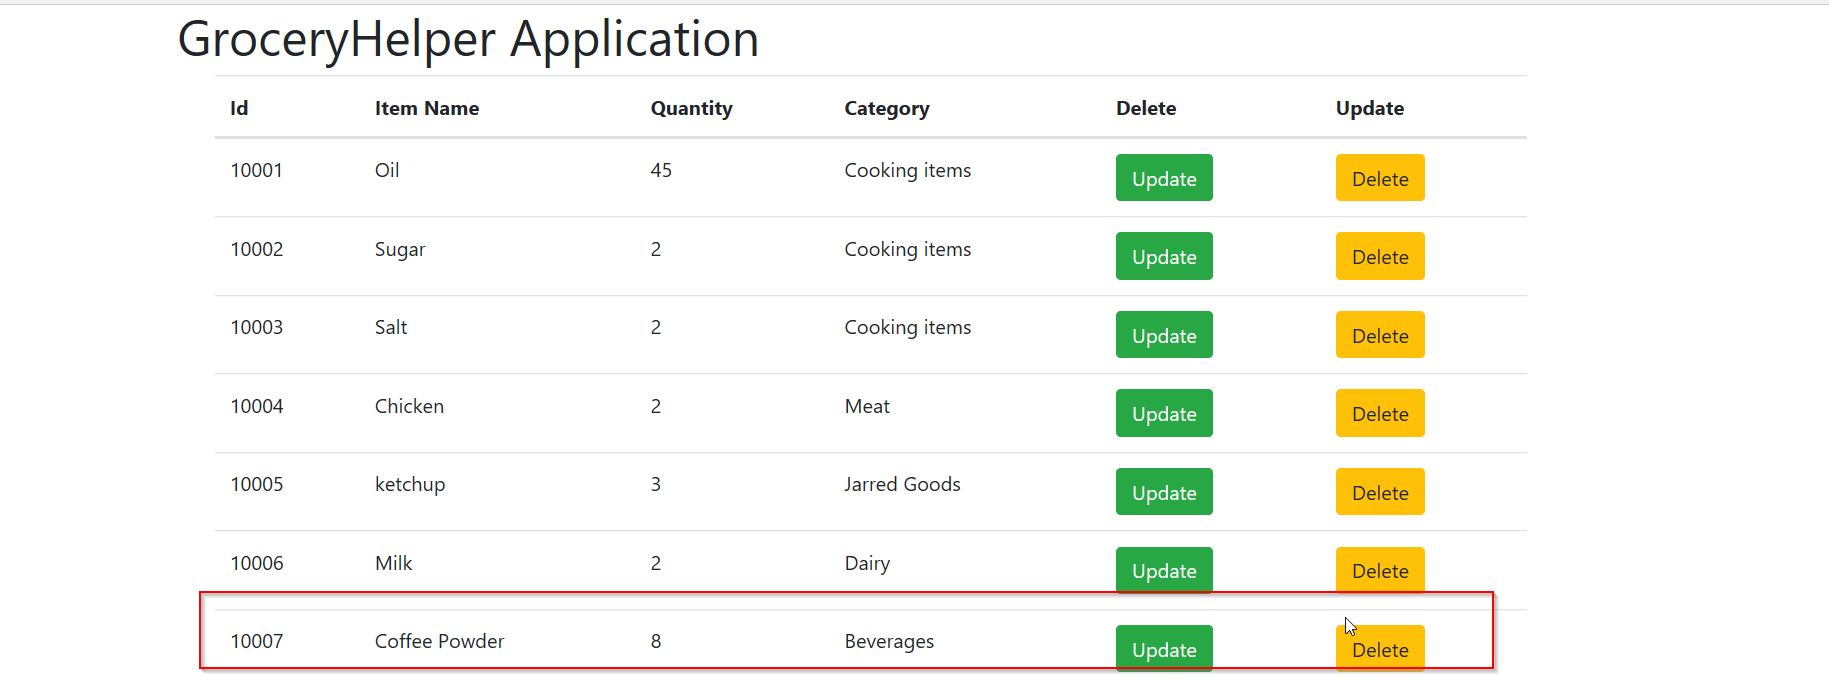 GroceryHelper Application
Id Item Name Quantity Category Delete Update
10001 Oil 45 Cooking items Update Delete
10002 Sugar 2 Cooking items Update Delete
10003 Salt 2 Cooking items Update Delete
10004 Chicken 2 Meat Update Delete
10005 ketchup 3 Jarred Goods Update Delete
10006 Milk 2 Dairy Update Delete
10007 Coffee Powder 8 Beverages Update Delete